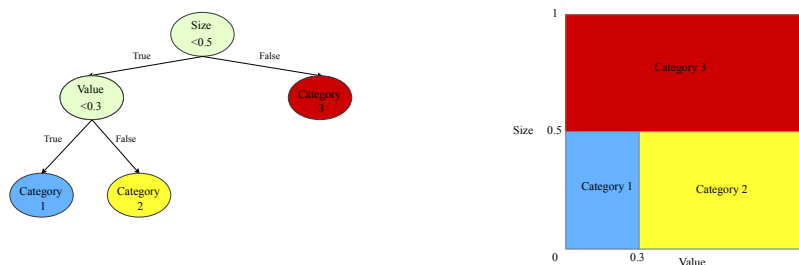 Size
<0.5
True
False
Value
<0.3
Category
3
True
False
Category
1
Category
2
1
Category 3
Size
0.5
Category 1
Category 2
0
0.3
Value